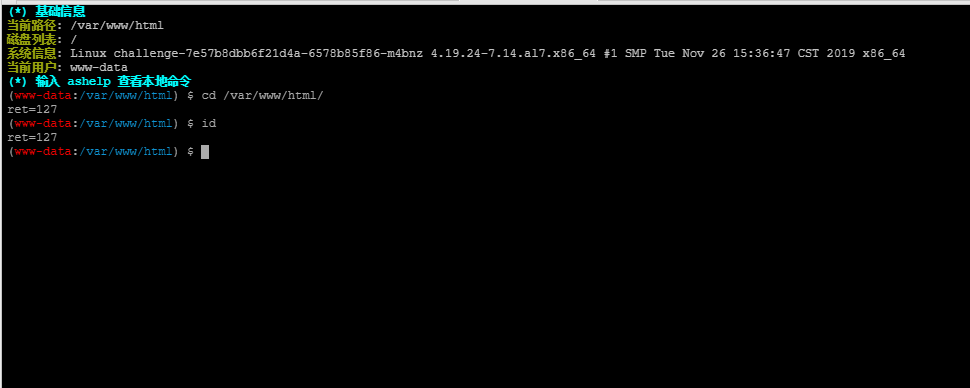 (*) 基础信息
当前路径: /var/www/html
磁盘列表: /
系统信息: Linux challenge-7e57b8dbb6f21d4a-6578b85f86-m4bnz 4.19.24-7.14.al7.x86_64 #1 SMP Tue Nov 26 15:36:47 CST 2019 x86_64
当前用户: www-data
(*) 输入 ashelp 查看本地命令
(www-data:/var/www/html) $ cd /var/www/html/
ret=127
(www-data:/var/www/html) $ id
ret=127
(www-data:/var/www/html) $